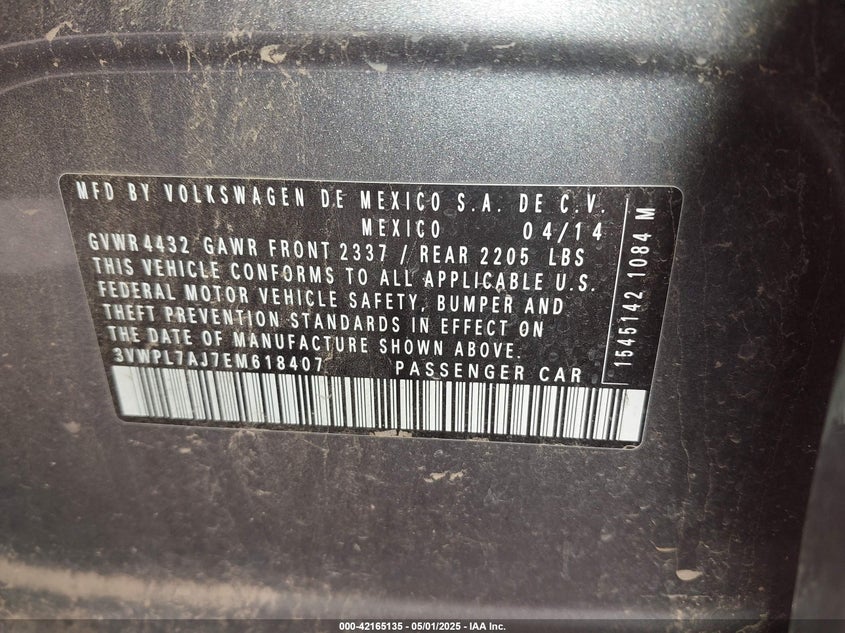 MFD BY VOLKSWAGEN DE MEXICO S.A. DE C.V.
MEXICO 04/14
GVWR 4432 GAWR FRONT 2337 / REAR 2205 LBS
THIS VEHICLE CONFORMS TO ALL APPLICABLE U.S.
FEDERAL MOTOR VEHICLE SAFETY, BUMPER AND
THEFT PREVENTION STANDARDS IN EFFECT ON
THE DATE OF MANUFACTURE SHOWN ABOVE.
3VWPL7AJ7EM618407 PASSENGER CAR
1545142 1084 M
000-42165135 - 05/01/2025 - IAA Inc.